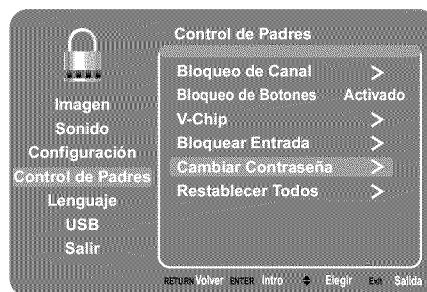 Control de Padres
Imagen
Sonido
Configuración
Control de Padres
Lenguaje
USB
Salir
Bloqueo de Canal >
Bloqueo de Botones Activado
V-Chip >
Bloquear Entrada >
Cambiar Contraseña >
Restablecer Todos >
RETURN Volver ENTER Intro Elegir Exit Salida